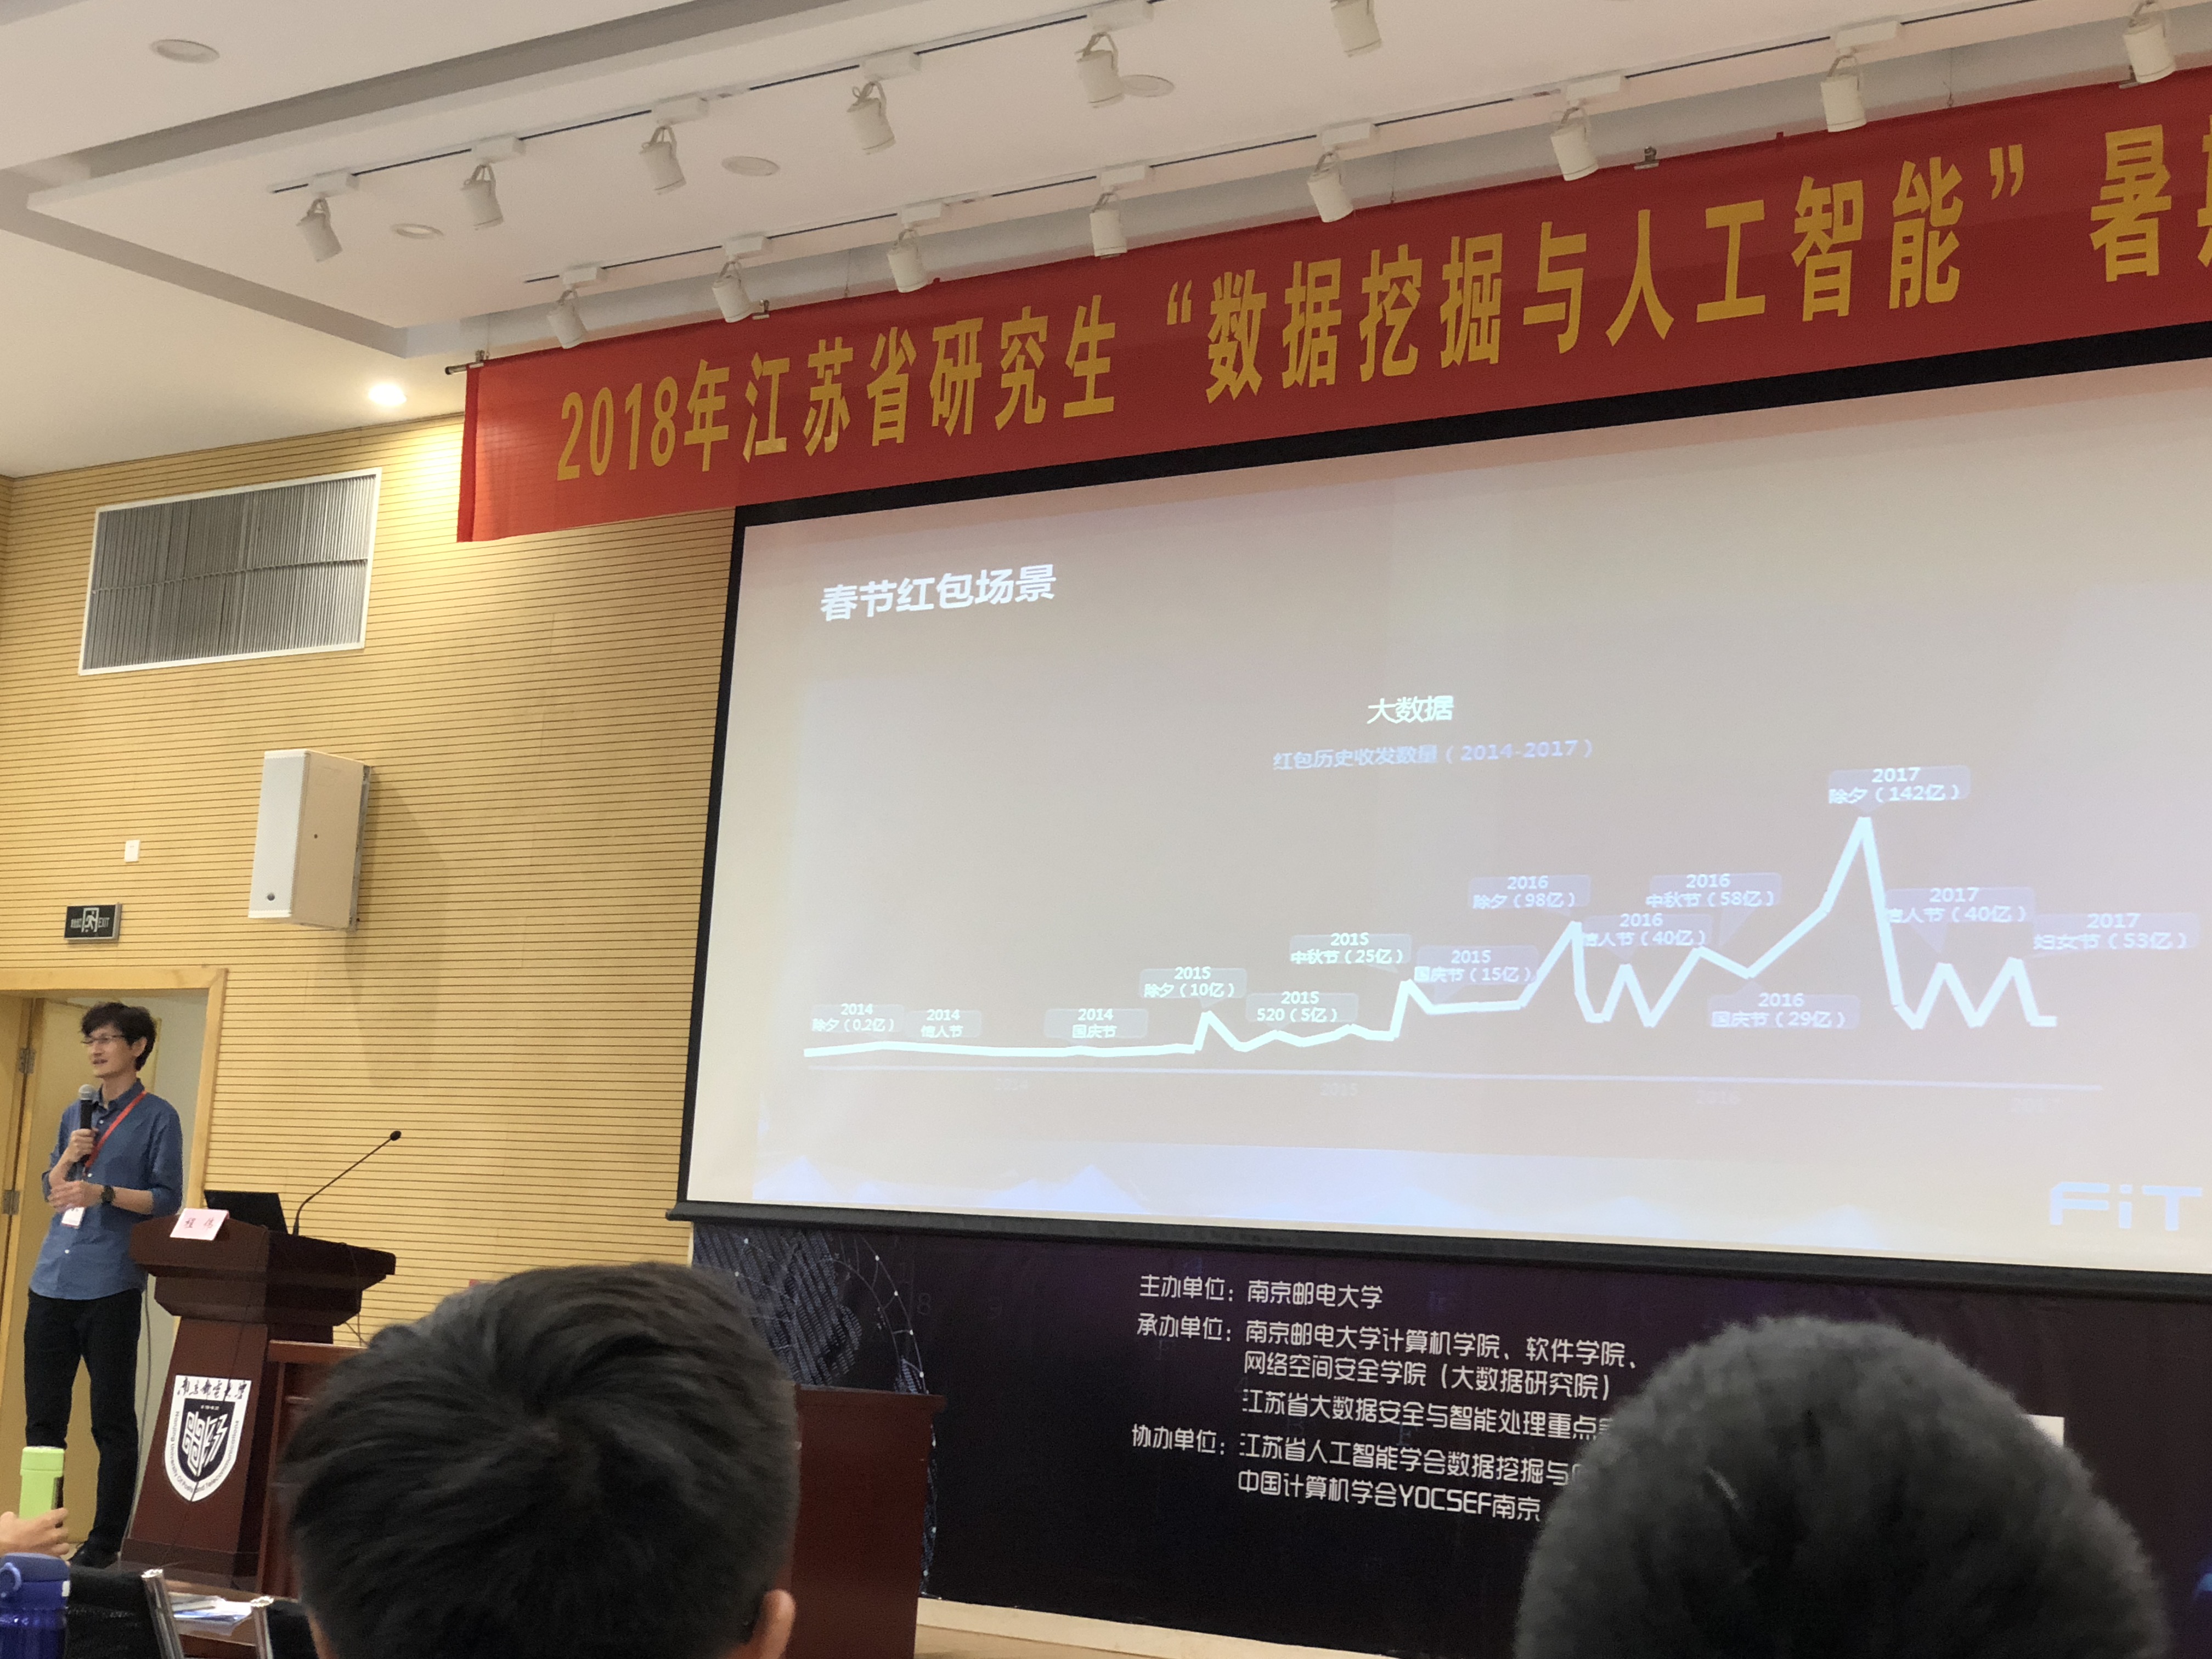 2018年江苏省研究生“数据挖掘与人工智能”暑
春节红包场景
大数据
红包历史收发数量（2014-2017）
2014
除夕（0.2亿）
2014
情人节
2014
国庆节
2015
除夕（10亿）
2015
520（5亿）
2015
中秋节（25亿）
2015
国庆节（15亿）
2016
除夕（98亿）
2016
情人节（40亿）
2016
中秋节（58亿）
2016
国庆节（29亿）
2017
除夕（142亿）
2017
情人节（40亿）
2017
妇女节（53亿）
2014
2015
2016
2017
FiT
EXIT
南京邮电大学
主办单位：南京邮电大学
承办单位：南京邮电大学计算机学院、软件学院、
网络空间安全学院（大数据研究院）
江苏省大数据安全与智能处理重点
协办单位：江苏省人工智能学会数据挖掘与
中国计算机学会YOCSEF南京